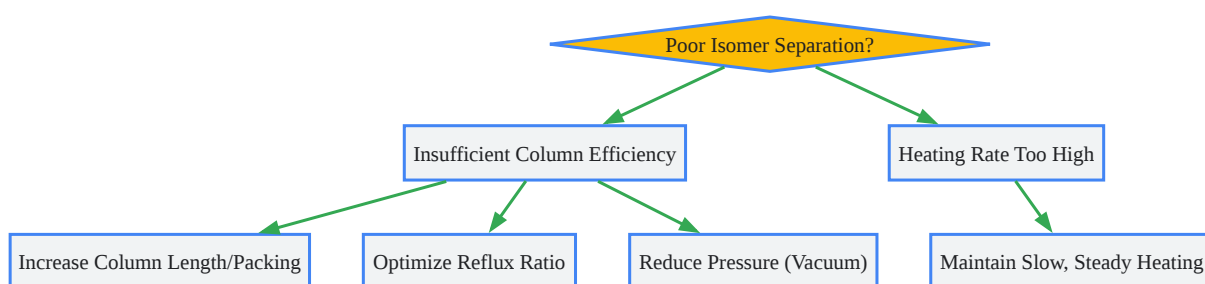 Poor Isomer Separation?
Insufficient Column Efficiency
Heating Rate Too High
Increase Column Length/Packing
Optimize Reflux Ratio
Reduce Pressure (Vacuum)
Maintain Slow, Steady Heating